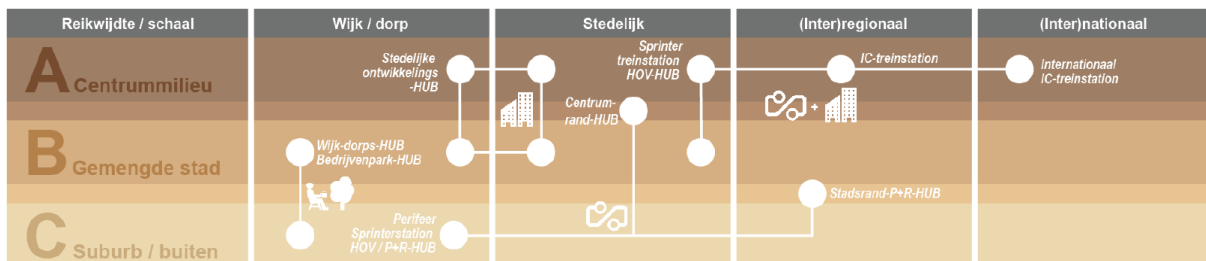 Reikwijdte / schaal
Wijk / dorp
Stedelijk
(Inter)regionaal
(Inter)nationaal
A Centrummilieu
Stedelijke
ontwikkelings
-HUB
Sprinter
treinstation
HOV-HUB
IC-treinstation
Internationaal
IC-treinstation
Centrum-
rand-HUB
+
B Gemengde stad
Wijk-dorps-HUB
Bedrijvenpark-HUB
Stadsrand-P+R-HUB
C Suburb / buiten
Perifeer
Sprinterstation
HOV / P+R-HUB